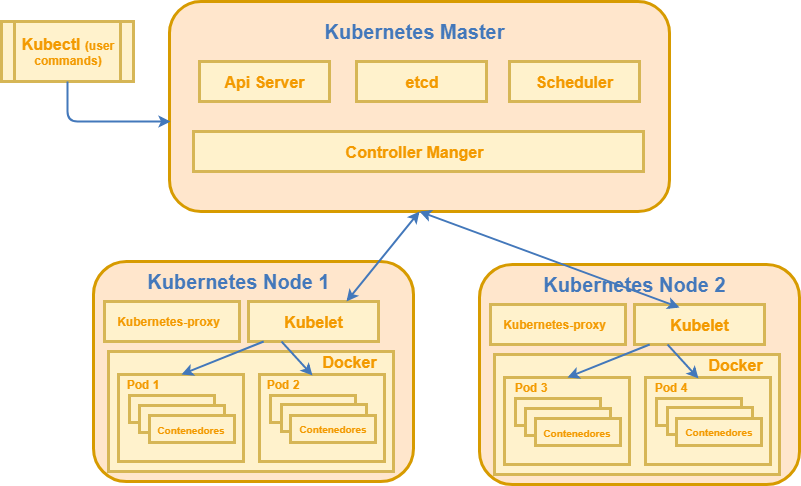 Kubectl (user
commands)
Kubernetes Master
Api Server
etcd
Scheduler
Controller Manger
Kubernetes Node 1
Kubernetes-proxy
Kubelet
Docker
Pod 1
Contenedores
Pod 2
Contenedores
Kubernetes Node 2
Kubernetes-proxy
Kubelet
Docker
Pod 3
Contenedores
Pod 4
Contenedores